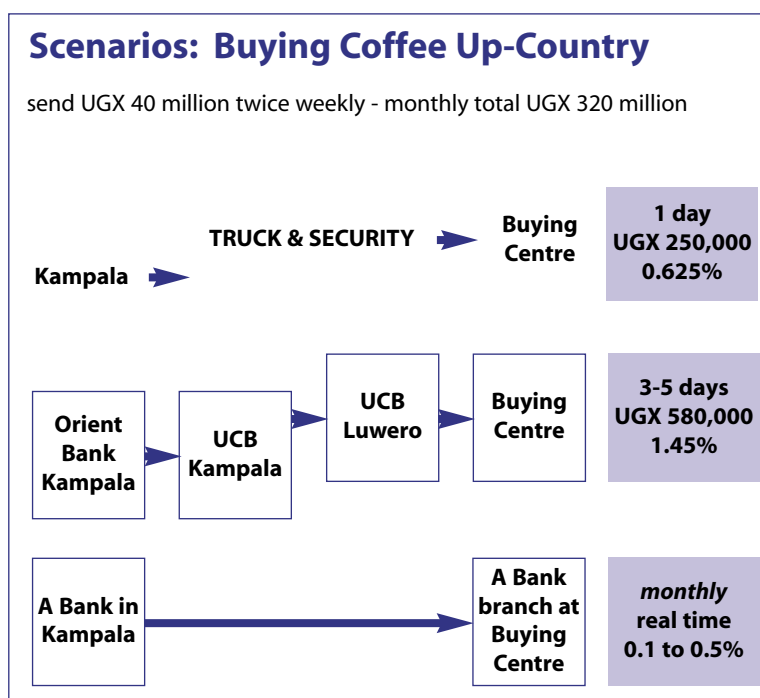 Scenarios: Buying Coffee Up-Country
send UGX 40 million twice weekly - monthly total UGX 320 million
Kampala
TRUCK & SECURITY
Buying
Centre
1 day
UGX 250,000
0.625%
Orient
Bank
Kampala
UCB
Kampala
UCB
Luwero
Buying
Centre
3-5 days
UGX 580,000
1.45%
A Bank in
Kampala
A Bank
branch at
Buying
Centre
monthly
real time
0.1 to 0.5%